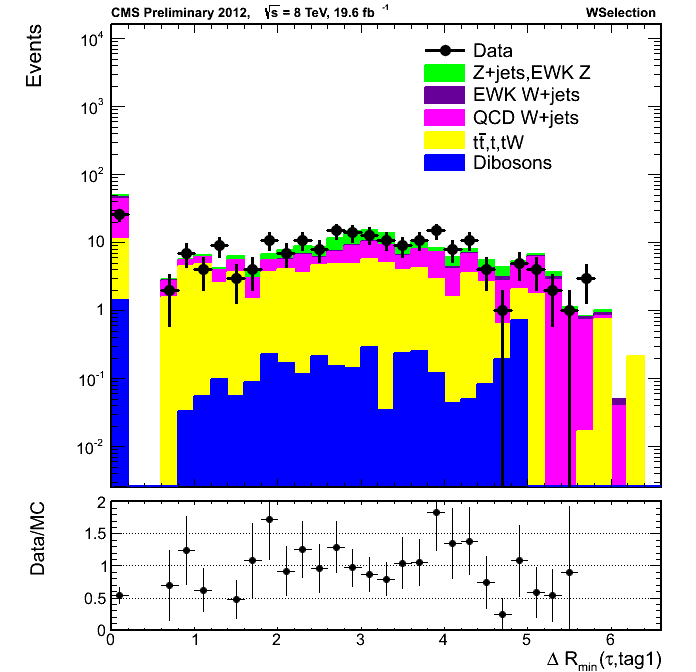 CMS Preliminary 2012, √s = 8 TeV, 19.6 fb⁻¹ WSelection
Events
10⁴
10³
10²
10
1
10⁻¹
10⁻²
Data
Z+jets,EWK Z
EWK W+jets
QCD W+jets
tt̄,t,tW
Dibosons
Data/MC
2
1.5
1
0.5
0
0 1 2 3 4 5 6
Δ R_min(τ,tag1)